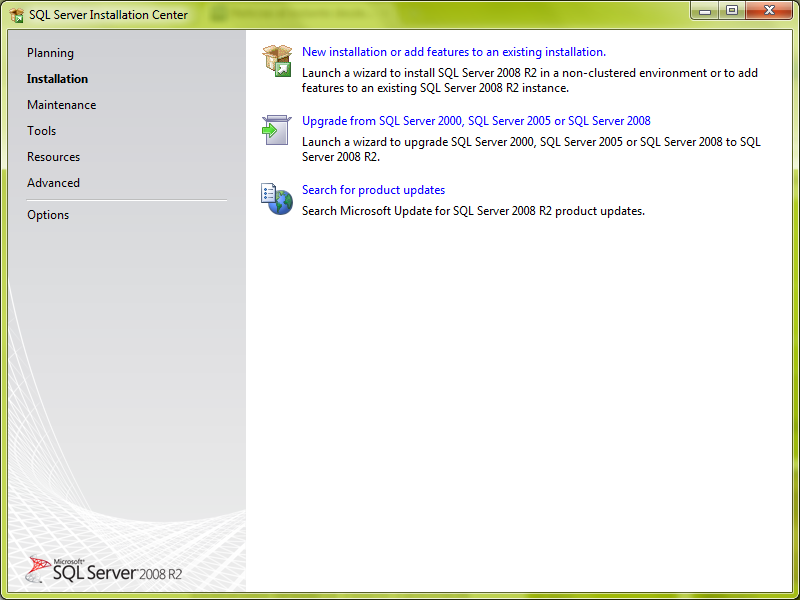 SQL Server Installation Center
Planning
Installation
Maintenance
Tools
Resources
Advanced
Options
New installation or add features to an existing installation.
Launch a wizard to install SQL Server 2008 R2 in a non-clustered environment or to add
features to an existing SQL Server 2008 R2 instance.
Upgrade from SQL Server 2000, SQL Server 2005 or SQL Server 2008
Launch a wizard to upgrade SQL Server 2000, SQL Server 2005 or SQL Server 2008 to SQL
Server 2008 R2.
Search for product updates
Search Microsoft Update for SQL Server 2008 R2 product updates.
Microsoft®
SQL Server 2008 R2